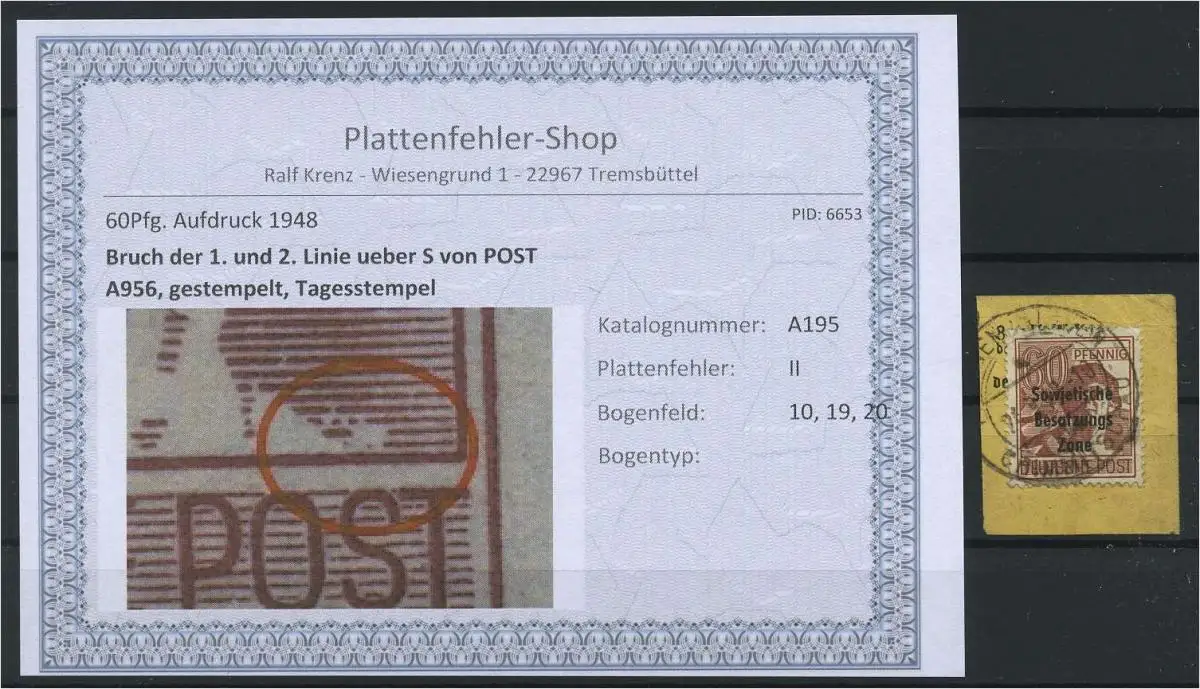 Plattenfehler-Shop
Ralf Krenz - Wiesengrund 1 - 22967 Tremsbüttel
60Pfg. Aufdruck 1948
PID: 6653
Bruch der 1. und 2. Linie ueber S von POST
A956, gestempelt, Tagesstempel
Katalognummer: A195
Plattenfehler: II
Bogenfeld: 10, 19, 20
Bogentyp:
POST
de
60 PFENNIG
Sowjetische
Besatzungs
Zone
POST